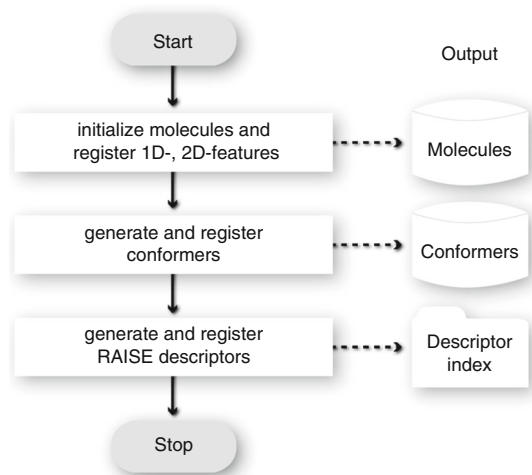 Start
Output
initialize molecules and
register 1D-, 2D-features
Molecules
generate and register
conformers
Conformers
generate and register
RAISE descriptors
Descriptor
index
Stop